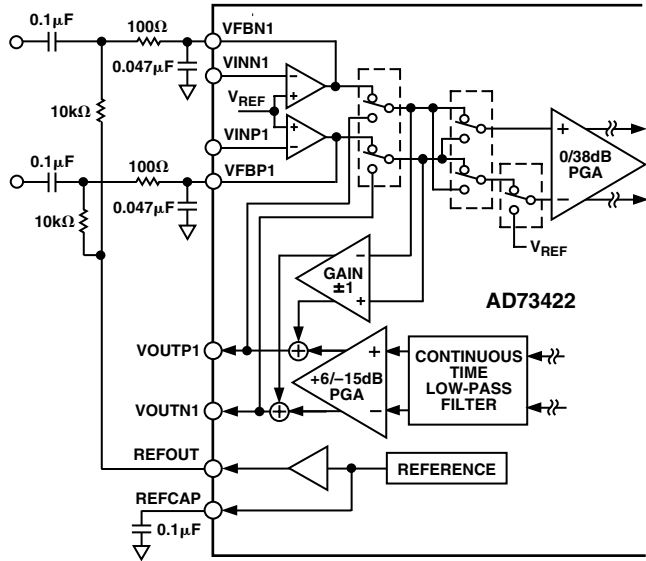 0.1µF
100Ω
VFBN1
0.047µF
VINN1
VREF
10kΩ
VINP1
0.1µF
100Ω
VFBP1
10kΩ
0.047µF
0/38dB
PGA
VREF
GAIN
±1
AD73422
VOUTP1
+6/–15dB
PGA
CONTINUOUS
TIME
LOW-PASS
FILTER
VOUTN1
REFOUT
REFERENCE
REFCAP
0.1µF